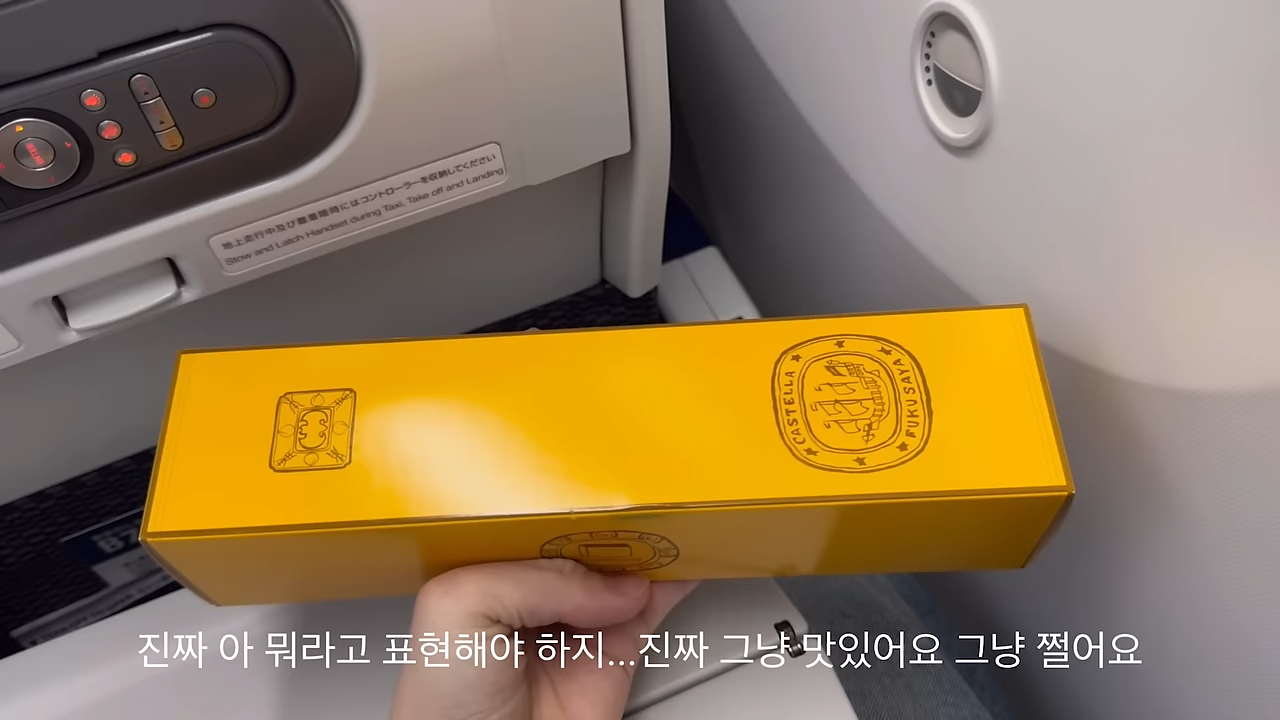 ENTER
地上走行中及び離着陸時にはコントローラーを収納してください
Stow and Latch Handset during Taxi, Take off and Landing
CASTELLA
FUKUSAYA
진짜 아 뭐라고 표현해야 하지...진짜 그냥 맛있어요 그냥 쩔어요